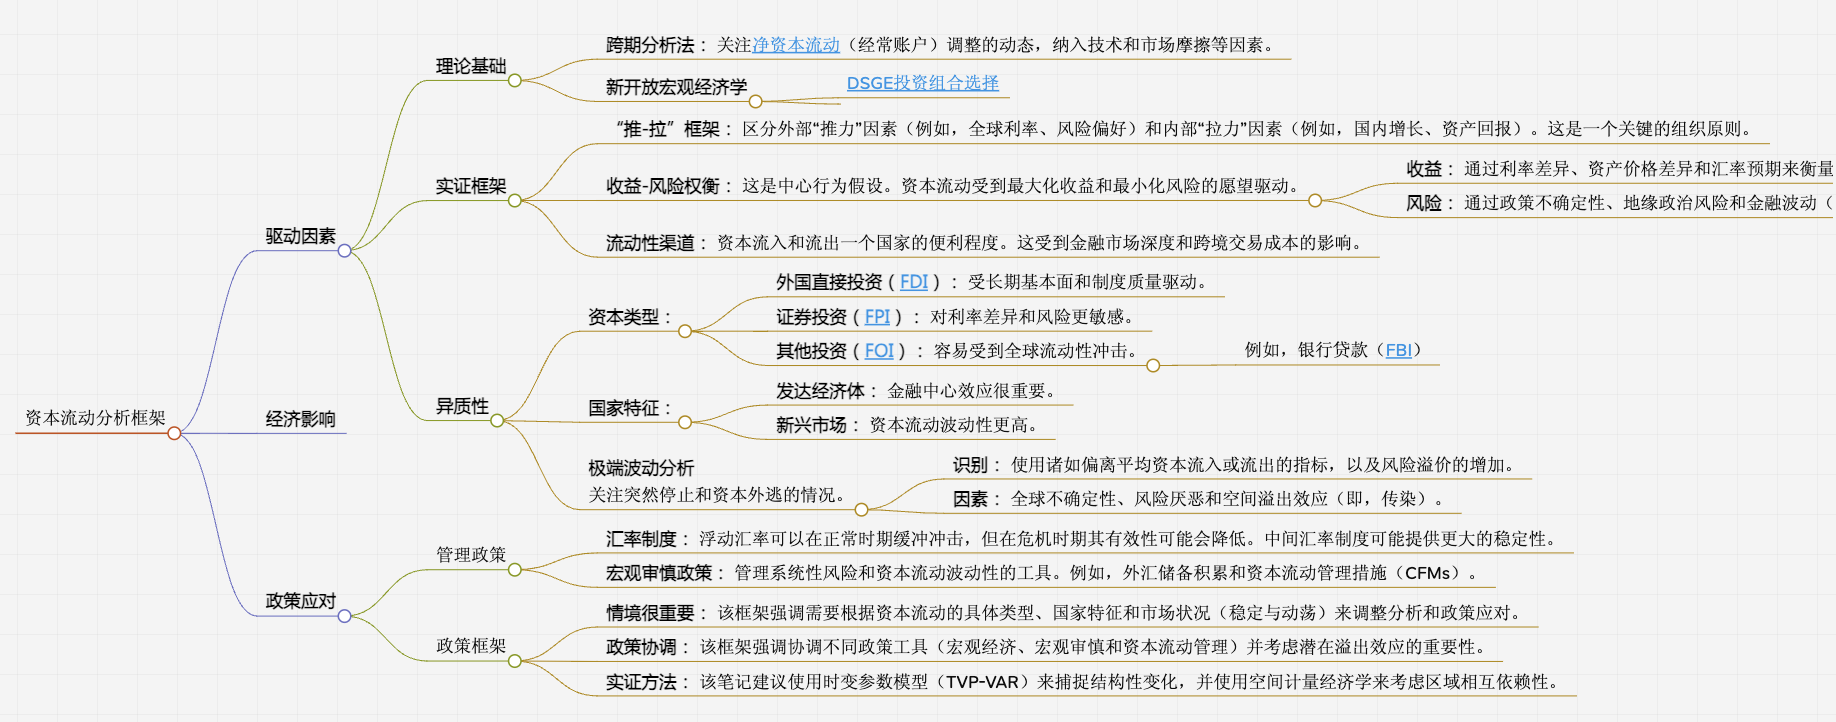 跨期分析法： 关注净资本流动（经常账户）调整的动态，纳入技术和市场摩擦等因素。
理论基础
新开放宏观经济学
DSGE投资组合选择
“推-拉”框架： 区分外部“推力”因素（例如，全球利率、风险偏好）和内部“拉力”因素（例如，国内增长、资产回报）。这是一个关键的组织原则。
实证框架
收益-风险权衡： 这是中心行为假设。资本流动受到最大化收益和最小化风险的愿望驱动。
收益： 通过利率差异、资产价格差异和汇率预期来衡量
风险： 通过政策不确定性、地缘政治风险和金融波动（
流动性渠道： 资本流入和流出一个国家的便利程度。这受到金融市场深度和跨境交易成本的影响。
驱动因素
外国直接投资（FDI）： 受长期基本面和制度质量驱动。
资本类型：
证券投资（FPI）： 对利率差异和风险更敏感。
其他投资（FOI）： 容易受到全球流动性冲击。
例如，银行贷款（FBI）
异质性
发达经济体： 金融中心效应很重要。
国家特征：
新兴市场： 资本流动波动性更高。
极端波动分析
关注突然停止和资本外逃的情况。
识别： 使用诸如偏离平均资本流入或流出的指标，以及风险溢价的增加。
因素： 全球不确定性、风险厌恶和空间溢出效应（即，传染）。
资本流动分析框架
经济影响
汇率制度： 浮动汇率可以在正常时期缓冲冲击，但在危机时期其有效性可能会降低。中间汇率制度可能提供更大的稳定性。
管理政策
宏观审慎政策： 管理系统性风险和资本流动波动性的工具。例如，外汇储备积累和资本流动管理措施（CFMs）。
政策应对
情境很重要： 该框架强调需要根据资本流动的具体类型、国家特征和市场状况（稳定与动荡）来调整分析和政策应对。
政策框架
政策协调： 该框架强调协调不同政策工具（宏观经济、宏观审慎和资本流动管理）并考虑潜在溢出效应的重要性。
实证方法： 该笔记建议使用时变参数模型（TVP-VAR）来捕捉结构性变化，并使用空间计量经济学来考虑区域相互依赖性。